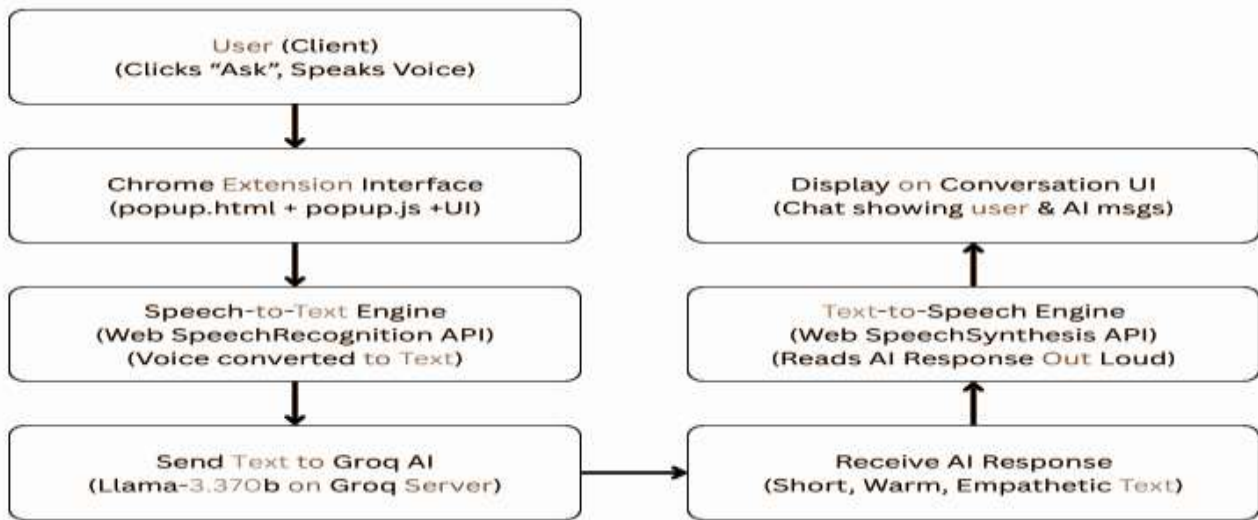 User (Client)
(Clicks “Ask”, Speaks Voice)
Chrome Extension Interface
(popup.html + popup.js +UI)
Speech-to-Text Engine
(Web SpeechRecognition API)
(Voice converted to Text)
Send Text to Groq AI
(Llama-3.370b on Groq Server)
Display on Conversation UI
(Chat showing user & AI msgs)
Text-to-Speech Engine
(Web SpeechSynthesis API)
(Reads AI Response Out Loud)
Receive AI Response
(Short, Warm, Empathetic Text)